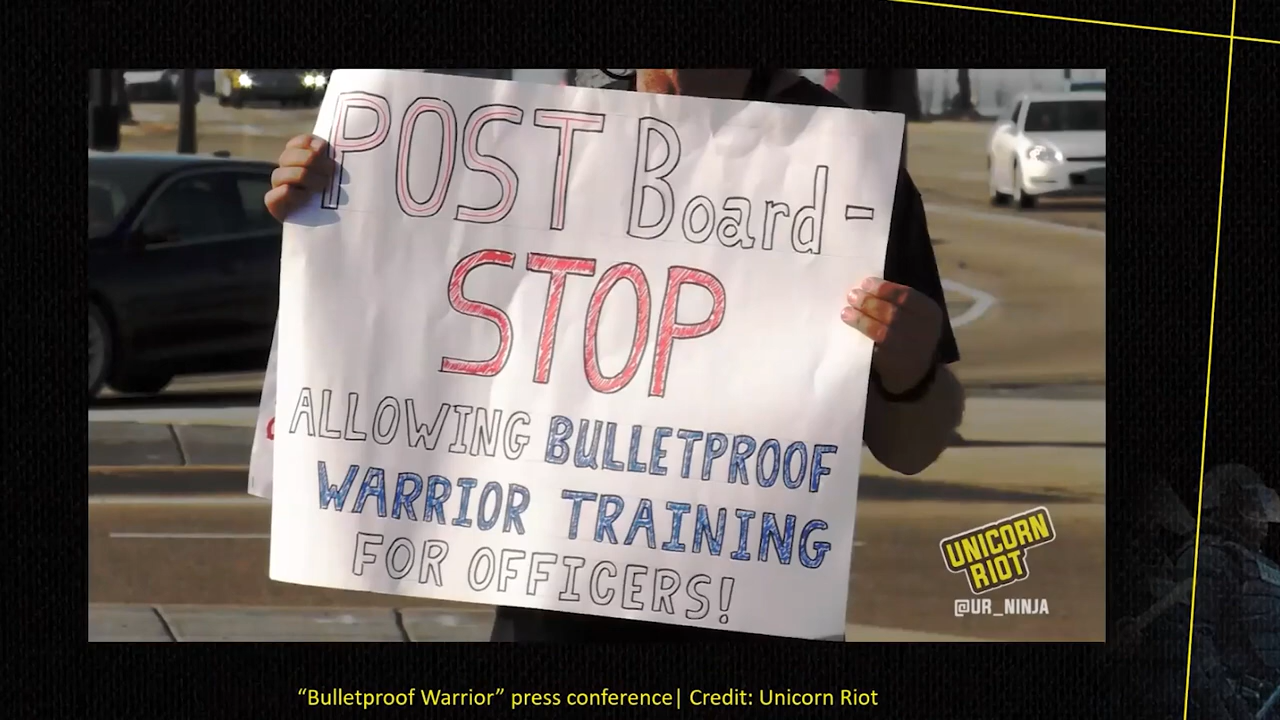 POST Board-
STOP
ALLOWING BULLETPROOF
WARRIOR TRAINING
FOR OFFICERS!
UNICORN
RIOT
@UR_NINJA
“Bulletproof Warrior” press conference| Credit: Unicorn Riot